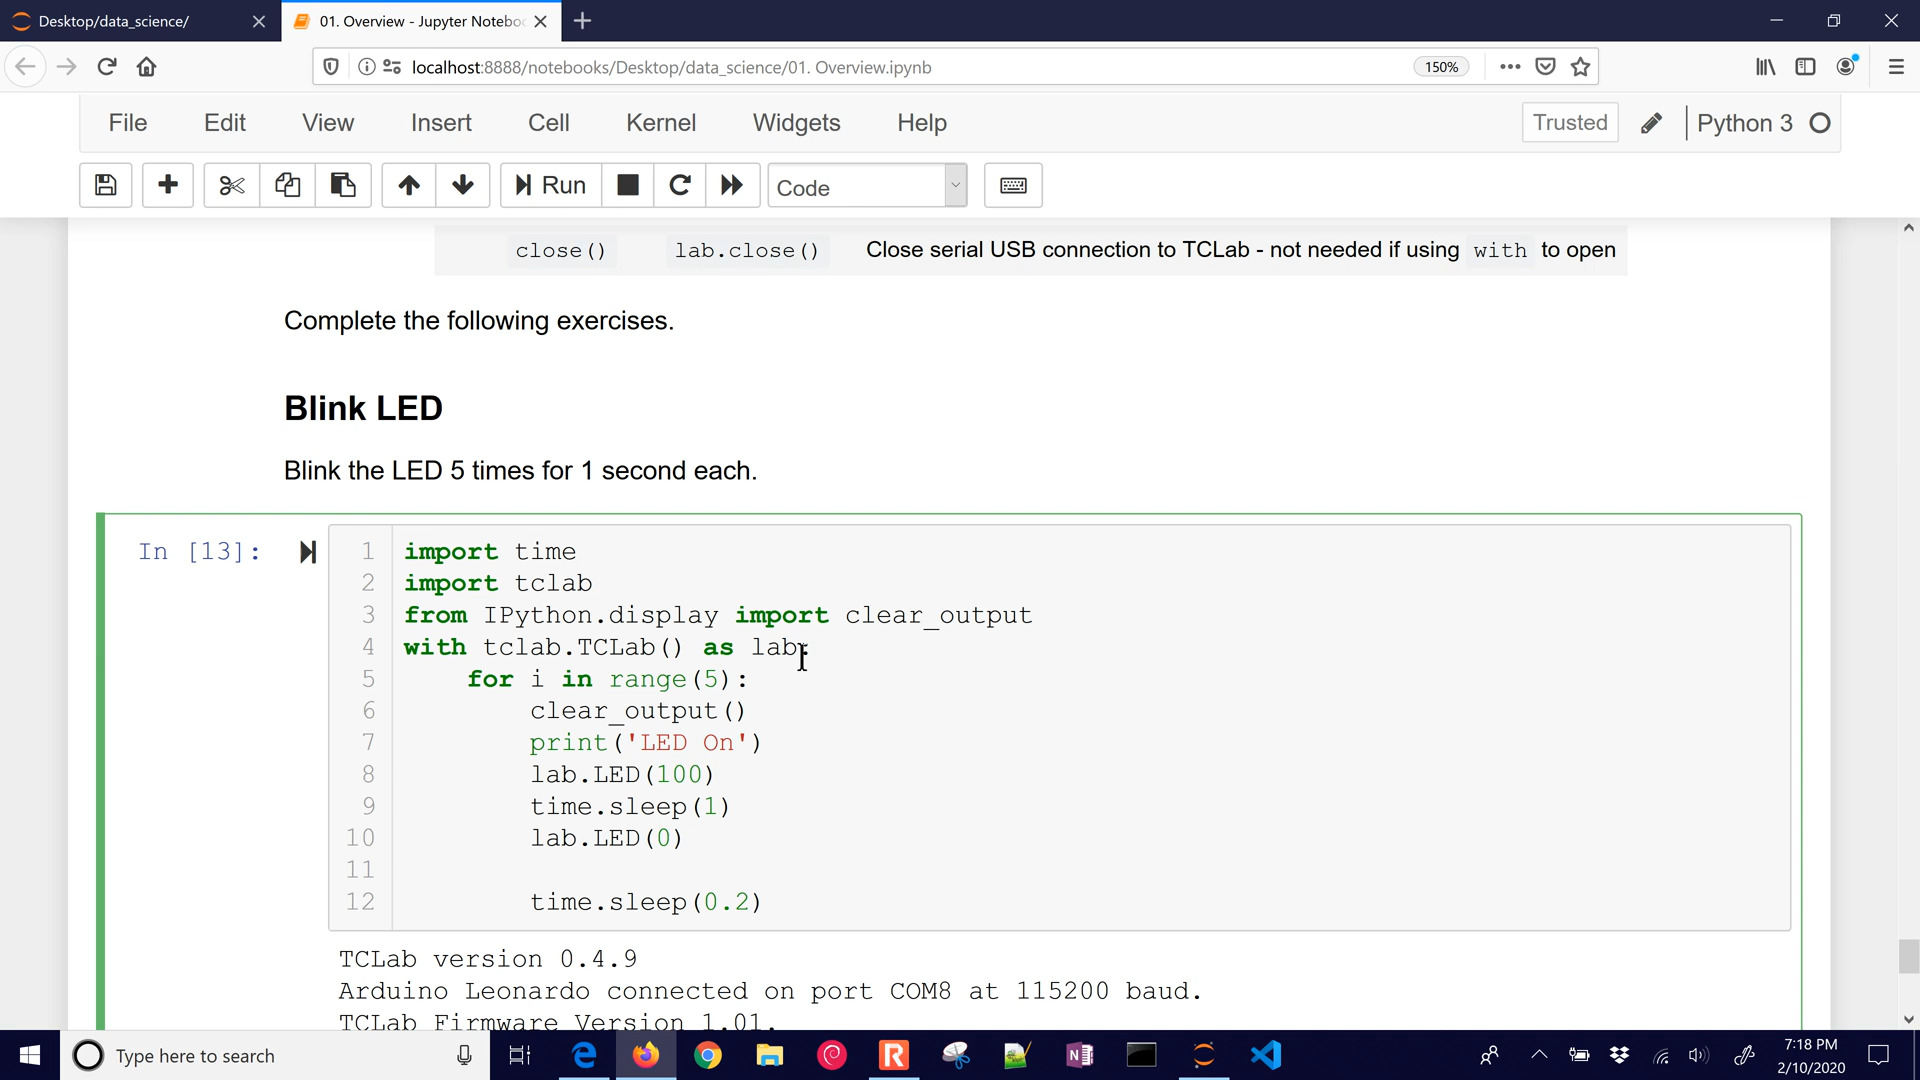 Desktop/data_science/
01. Overview - Jupyter Notebo
localhost:8888/notebooks/Desktop/data_science/01. Overview.ipynb
150%
File Edit View Insert Cell Kernel Widgets Help
Trusted
Python 3
Run
Code
close() lab.close() Close serial USB connection to TCLab - not needed if using with to open
Complete the following exercises.
Blink LED
Blink the LED 5 times for 1 second each.
In [13]:
1 import time
2 import tclab
3 from IPython.display import clear_output
4 with tclab.TCLab() as lab:
5 for i in range(5):
6 clear_output()
7 print('LED On')
8 lab.LED(100)
9 time.sleep(1)
10 lab.LED(0)
11
12 time.sleep(0.2)
TCLab version 0.4.9
Arduino Leonardo connected on port COM8 at 115200 baud.
TCLab Firmware Version 1.01.
Type here to search
7:18 PM
2/10/2020